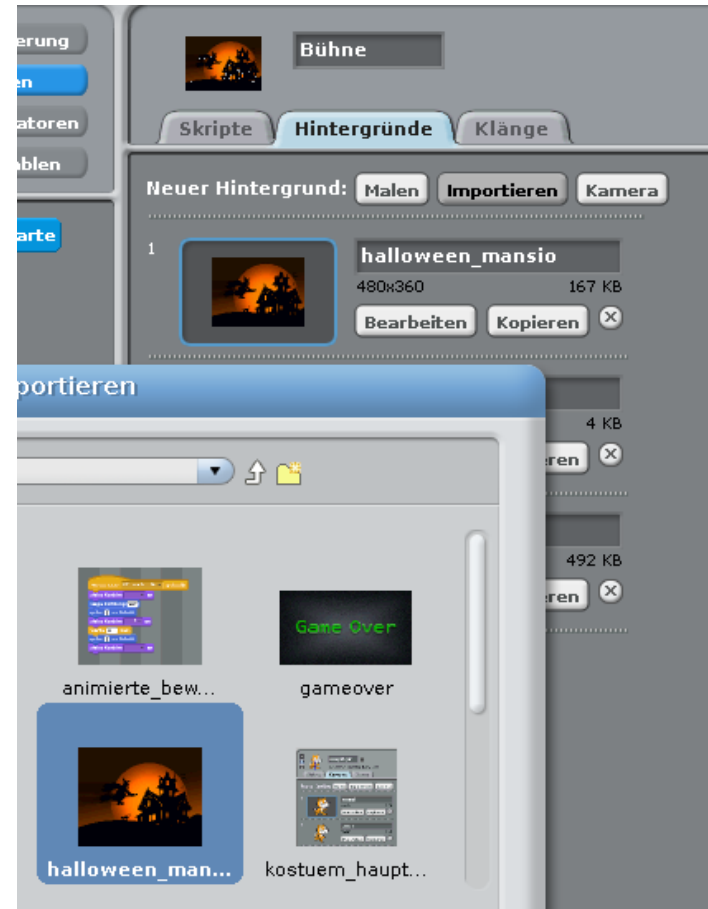 erung
en
atoren
blen
arte
Bühne
Skripte Hintergründe Klänge
Neuer Hintergrund: Malen Importieren Kamera
1
halloween_mansio
480x360 167 KB
Bearbeiten Kopieren
portieren
4 KB
ren
492 KB
ren
Game Over
animierte_bew... gameover
halloween_man... kostuem_haupt...